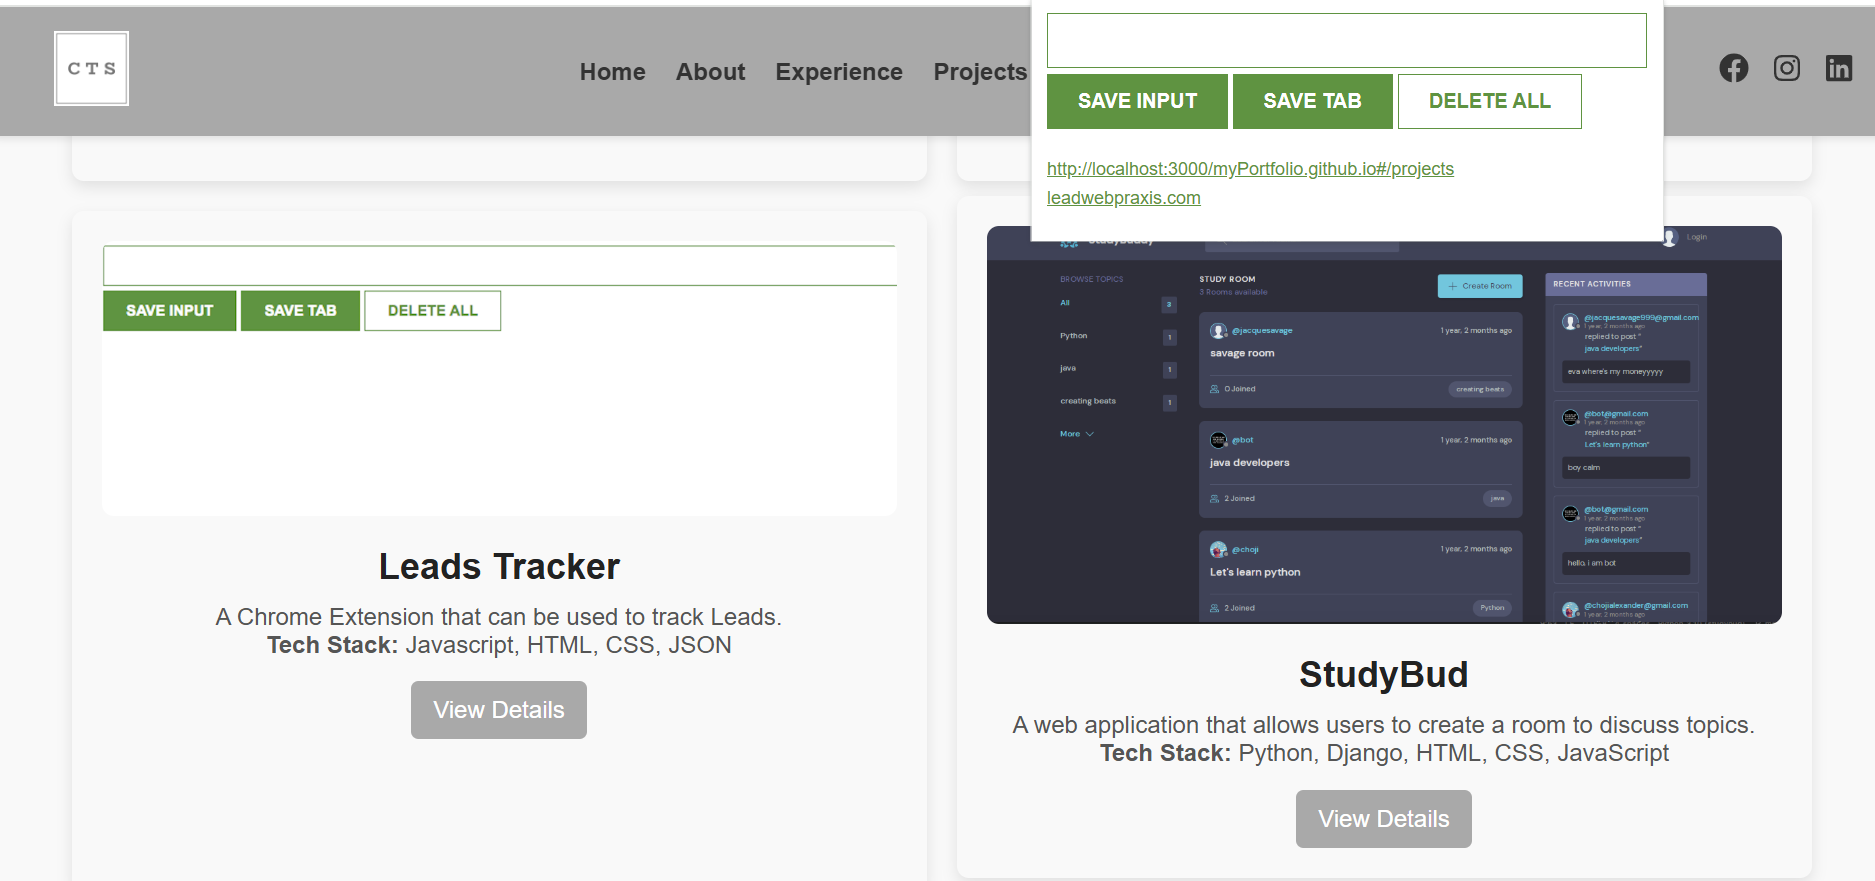 CTS
Home About Experience Projects
SAVE INPUT SAVE TAB DELETE ALL
http://localhost:3000/myPortfolio.github.io#/projects
leadwebpraxis.com
SAVE INPUT SAVE TAB DELETE ALL
Leads Tracker
A Chrome Extension that can be used to track Leads.
Tech Stack: Javascript, HTML, CSS, JSON
View Details
Login
BROWSE TOPICS
All 3
Python 1
java 1
creating beats 1
More
STUDY ROOM
3 Rooms available
Create Room
@jacquesavage 1 year, 2 months ago
savage room
0 Joined creating beats
@bot 1 year, 2 months ago
java developers
2 Joined java
@choji 1 year, 2 months ago
Let's learn python
2 Joined Python
RECENT ACTIVITIES
@jacquesavage999@gmail.com
1 year, 2 months ago
replied to post "
java developers"
eva where's my moneyyyyy
@bot@gmail.com
1 year, 2 months ago
replied to post "
Let's learn python"
boy calm
@bot@gmail.com
1 year, 2 months ago
replied to post "
java developers"
hello, i am bot
@chojialexander@gmail.com
1 year, 2 months ago
StudyBud
A web application that allows users to create a room to discuss topics.
Tech Stack: Python, Django, HTML, CSS, JavaScript
View Details